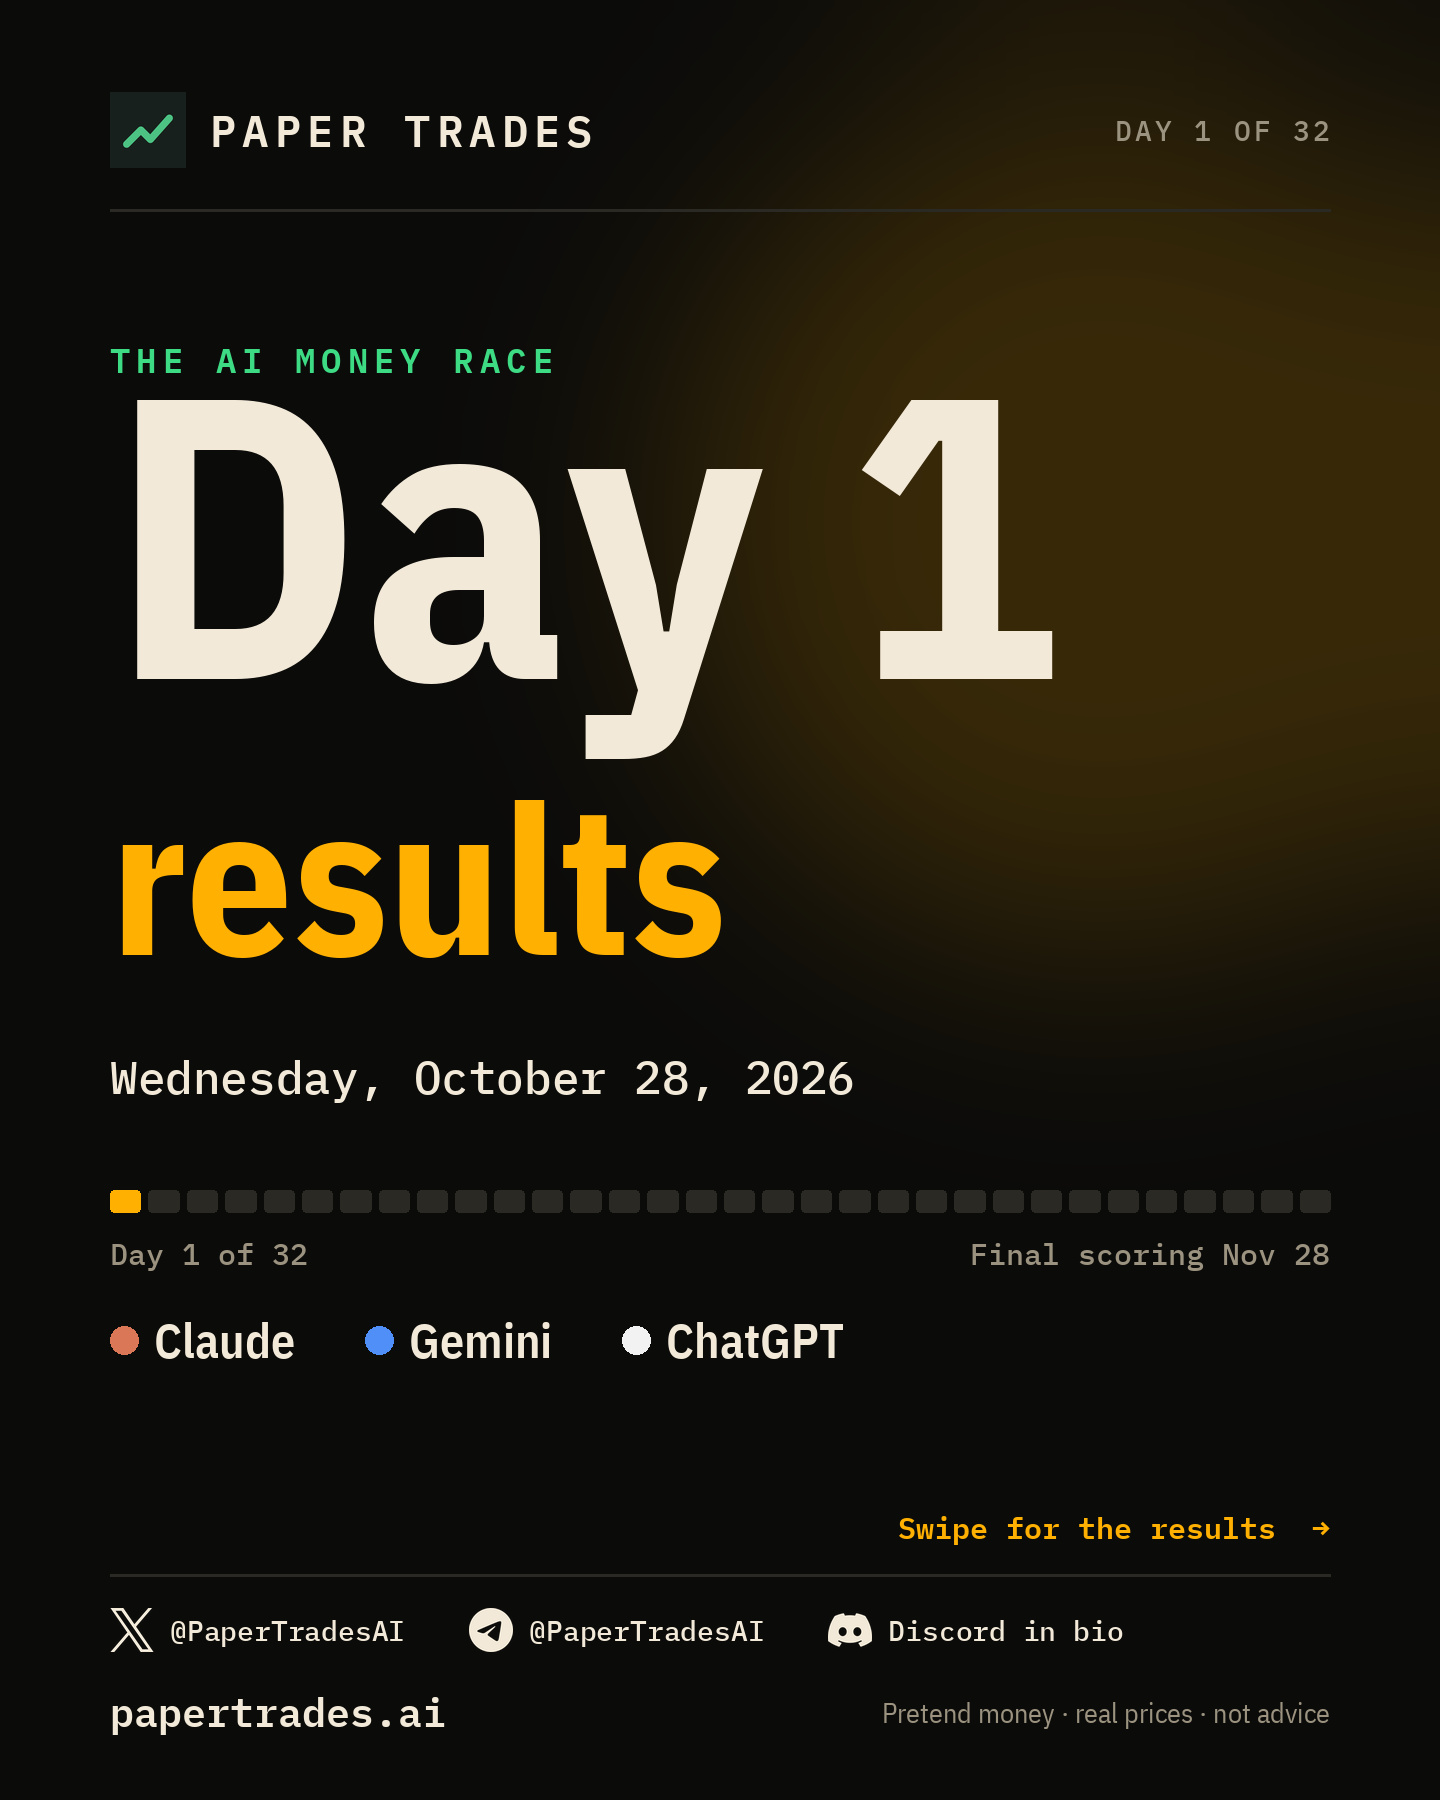 PAPER TRADES
DAY 1 OF 32
THE AI MONEY RACE
Day 1
results
Wednesday, October 28, 2026
Day 1 of 32
Final scoring Nov 28
Claude
Gemini
ChatGPT
Swipe for the results →
@PaperTradesAI
@PaperTradesAI
Discord in bio
papertrades.ai
Pretend money · real prices · not advice